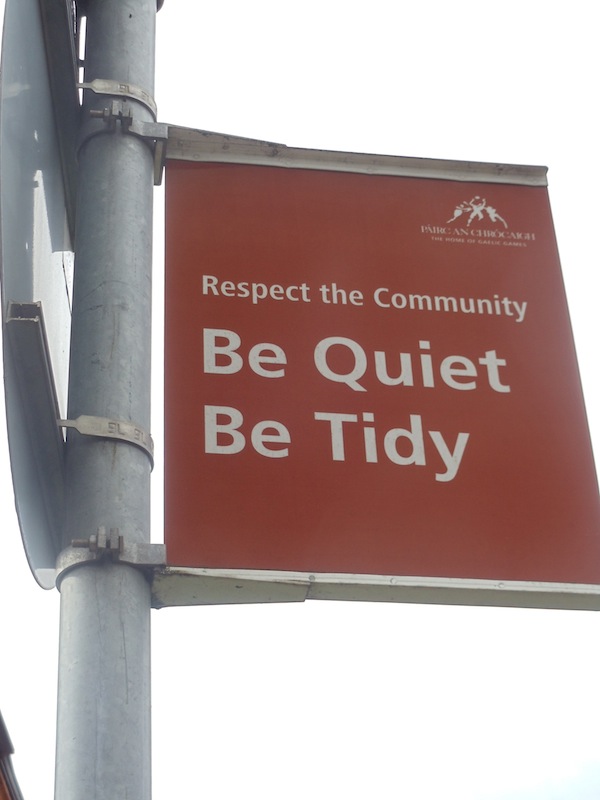 PÁIRC AN CHRÓCAIGH
THE HOME OF GAELIC GAMES
Respect the Community
Be Quiet
Be Tidy